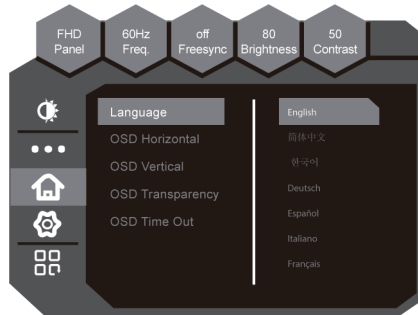 FHD
Panel
60Hz
Freq.
off
Freesync
80
Brightness
50
Contrast
Language
OSD Horizontal
OSD Vertical
OSD Transparency
OSD Time Out
English
简体中文
한국어
Deutsch
Español
Italiano
Français